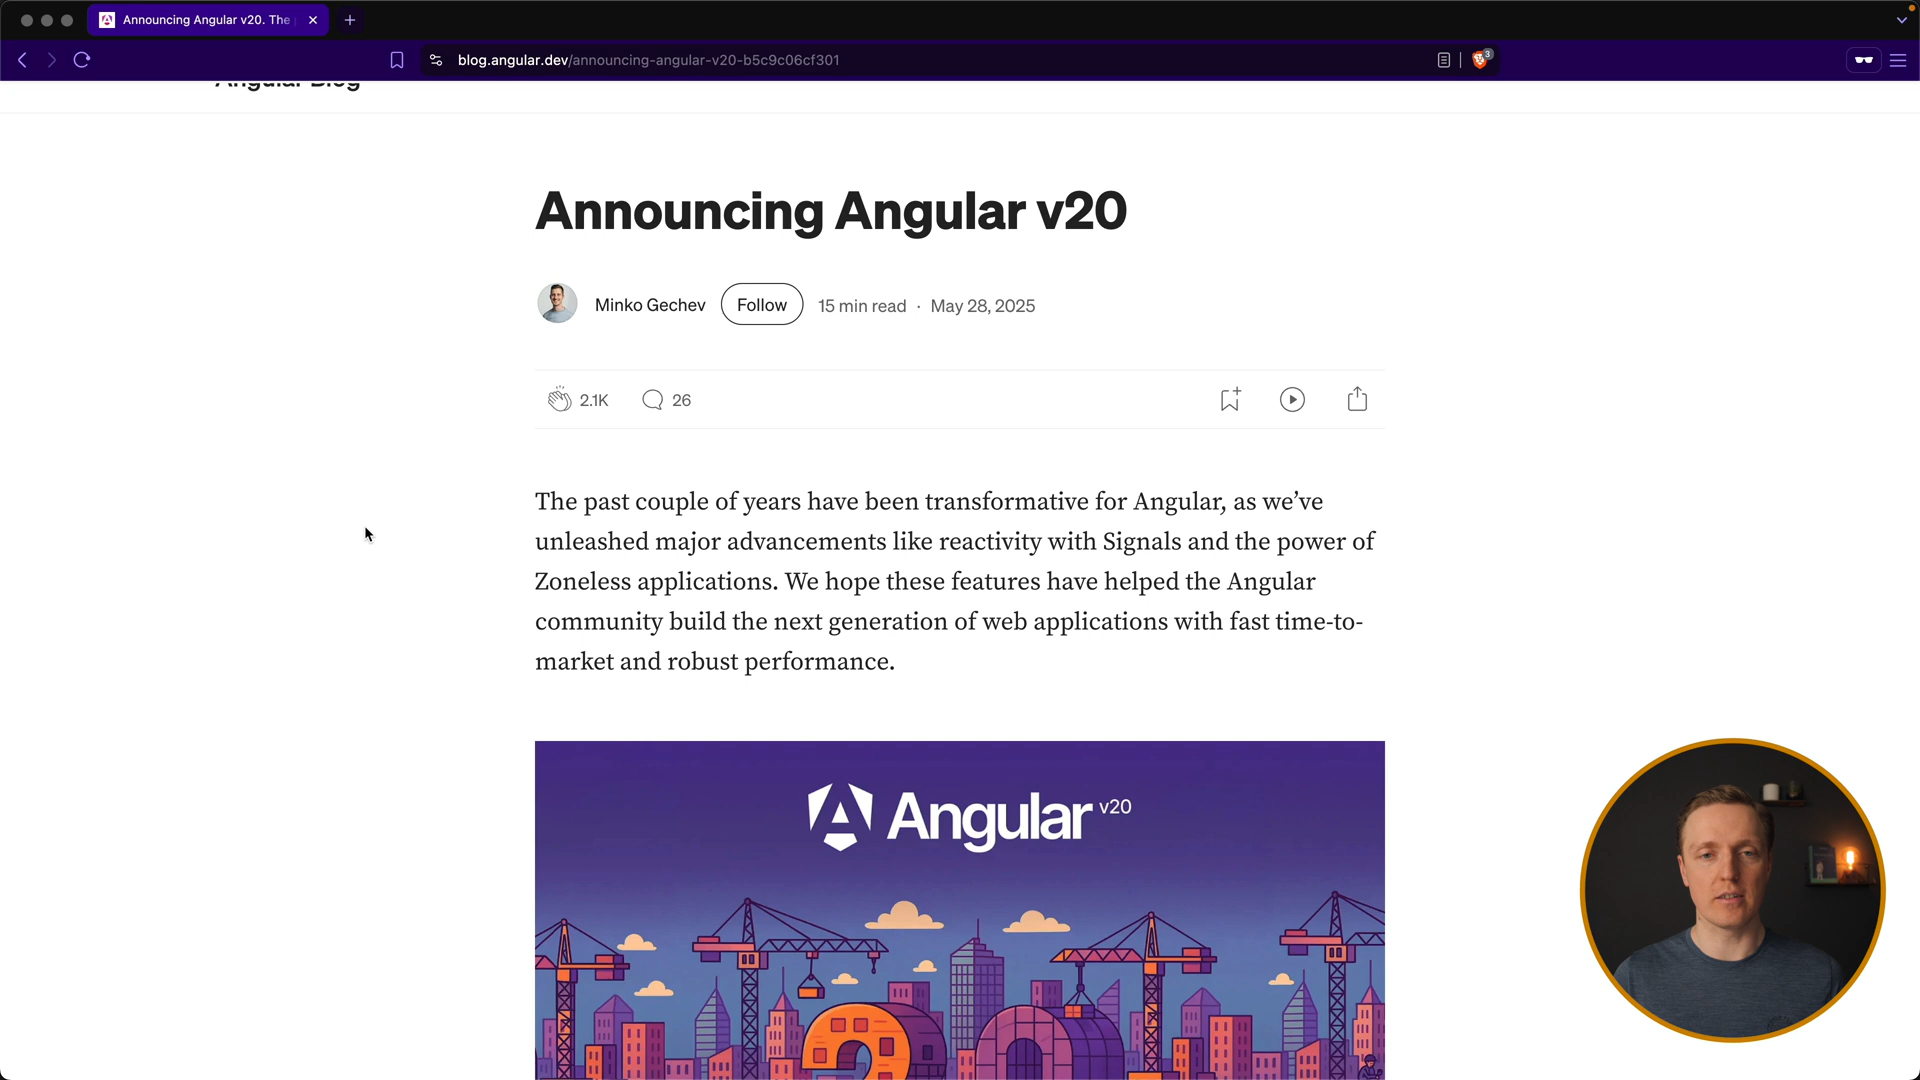 Announcing Angular v20. The
blog.angular.dev/announcing-angular-v20-b5c9c06cf301
3
Angular Blog
Announcing Angular v20
Minko Gechev
Follow
15 min read · May 28, 2025
2.1K
26
The past couple of years have been transformative for Angular, as we’ve
unleashed major advancements like reactivity with Signals and the power of
Zoneless applications. We hope these features have helped the Angular
community build the next generation of web applications with fast time-to-
market and robust performance.
Angular v20
20